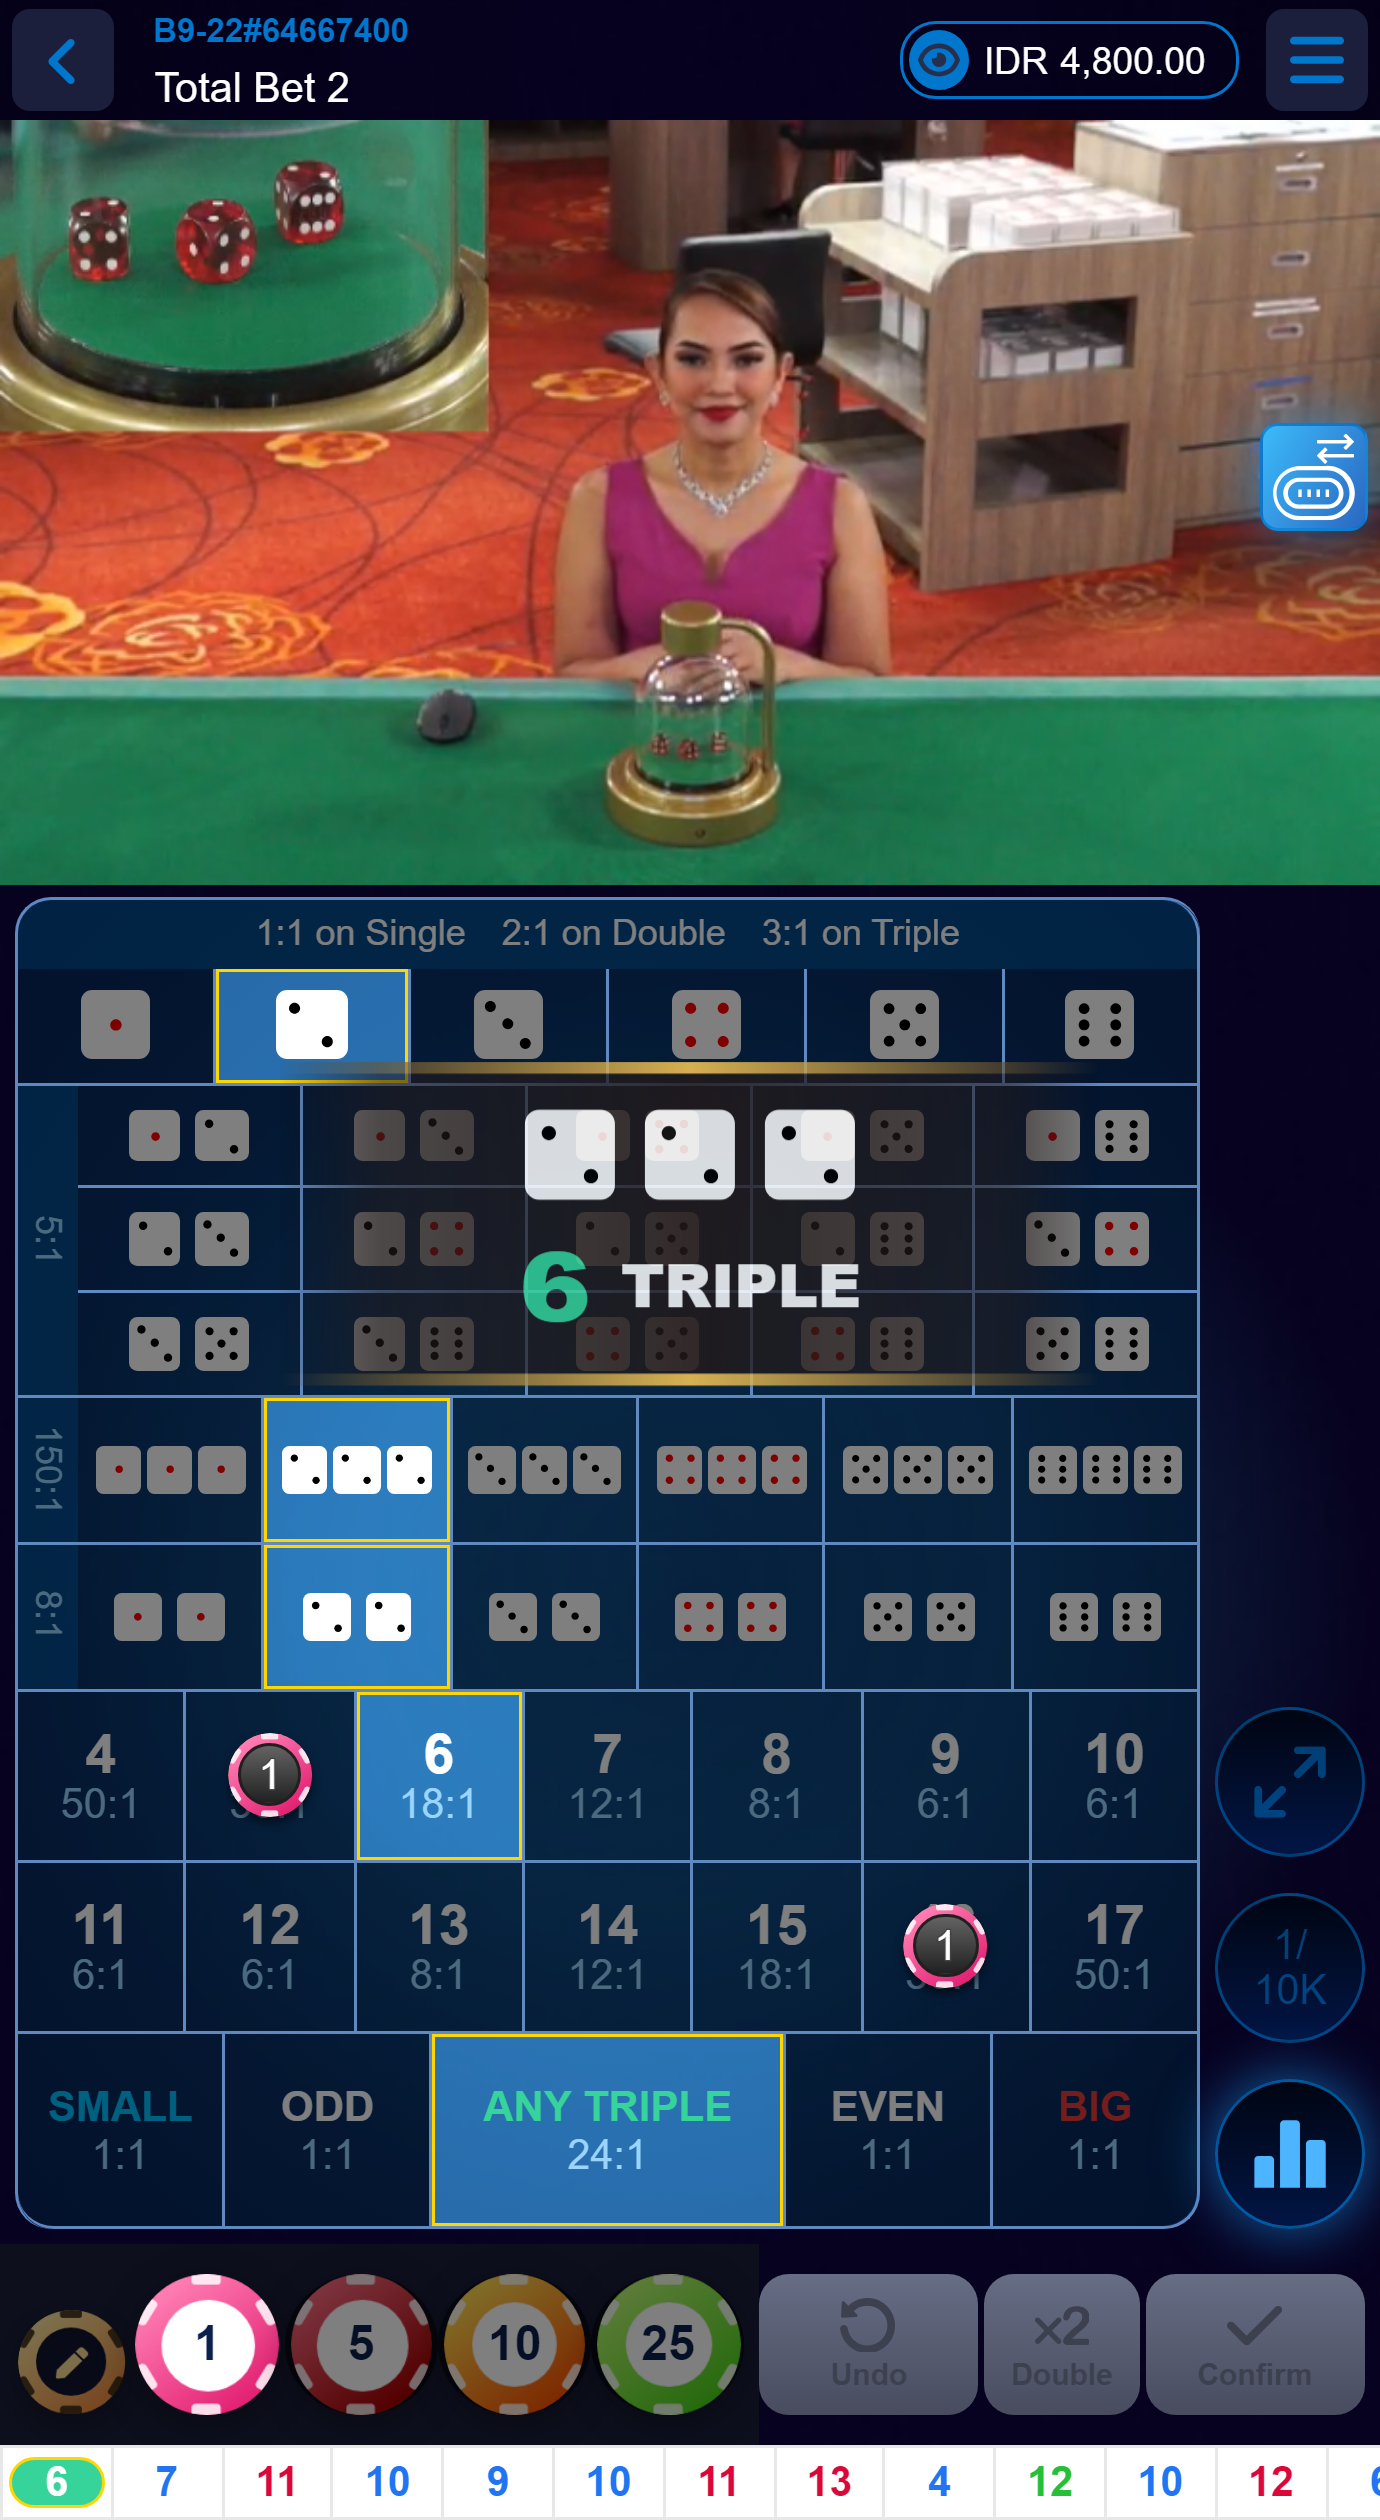 B9-22#64667400
Total Bet 2
IDR 4,800.00
1:1 on Single 2:1 on Double 3:1 on Triple
5:1
6 TRIPLE
150:1
8:1
4 1 6 7 8 9 10
50:1 18:1 12:1 8:1 6:1 6:1
11 12 13 14 15 1 17
6:1 6:1 8:1 12:1 18:1 50:1
1/
10K
SMALL ODD ANY TRIPLE EVEN BIG
1:1 1:1 24:1 1:1 1:1
1 5 10 25
x2
Undo Double Confirm
6 7 11 10 9 10 11 13 4 12 10 12